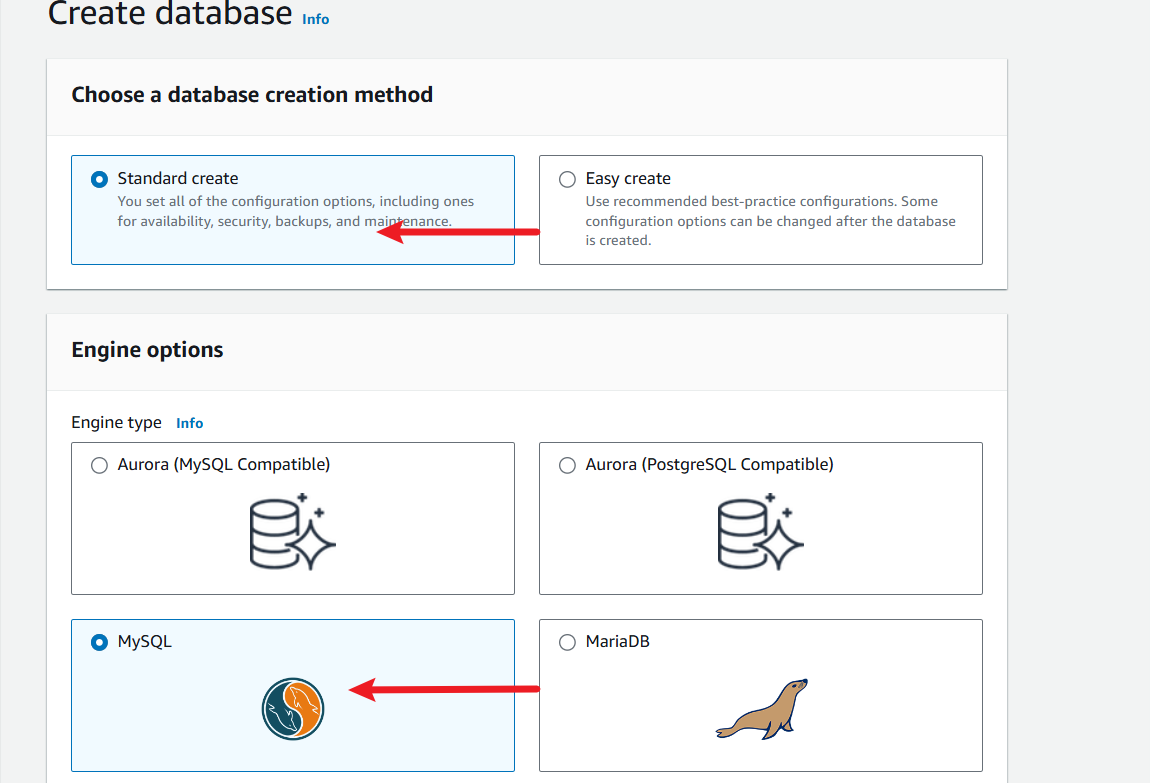 Create database Info
Choose a database creation method
Standard create
You set all of the configuration options, including ones
for availability, security, backups, and maintenance.
Easy create
Use recommended best-practice configurations. Some
configuration options can be changed after the database
is created.
Engine options
Engine type Info
Aurora (MySQL Compatible)
Aurora (PostgreSQL Compatible)
MySQL
MariaDB